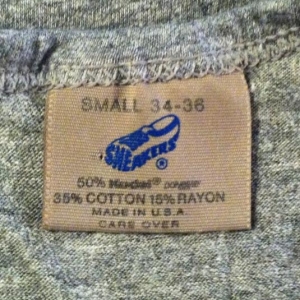 SMALL 34-36
SNEAKERS ®
50% Kodel® POLYESTER
35% COTTON 15% RAYON
MADE IN U.S.A.
CARE OVER